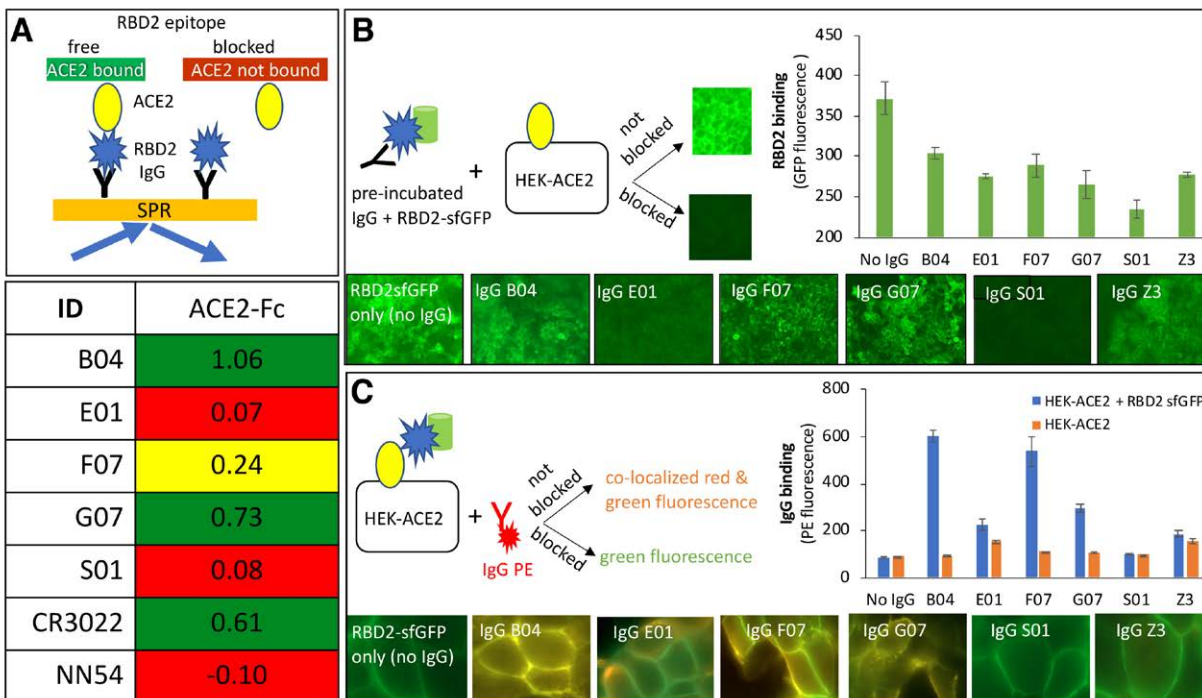 A
RBD2 epitope
free
blocked
ACE2 bound
ACE2 not bound
ACE2
RBD2
IgG
SPR
ID ACE2-Fc
B04 1.06
E01 0.07
F07 0.24
G07 0.73
S01 0.08
CR3022 0.61
NN54 -0.10
B
pre-incubated
IgG + RBD2-sfGFP
+
HEK-ACE2
not
blocked
blocked
RBD2 binding
(GFP fluorescence)
450
400
350
300
250
200
No IgG B04 E01 F07 G07 S01 Z3
RBD2sfGFP
only (no IgG)
IgG B04
IgG E01
IgG F07
IgG G07
IgG S01
IgG Z3
C
HEK-ACE2
+
IgG PE
not
blocked
blocked
co-localized red &
green fluorescence
green fluorescence
HEK-ACE2 + RBD2 sfGFP
HEK-ACE2
IgG binding
(PE fluorescence)
800
600
400
200
0
No IgG B04 E01 F07 G07 S01 Z3
RBD2-sfGFP
only (no IgG)
IgG B04
IgG E01
IgG F07
IgG G07
IgG S01
IgG Z3